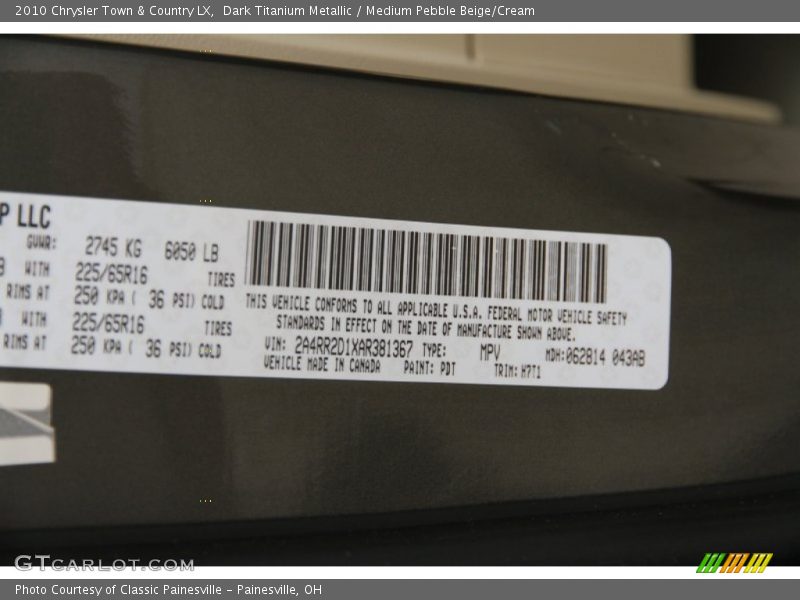 2010 Chrysler Town & Country LX,  Dark Titanium Metallic / Medium Pebble Beige/Cream
P LLC
GVWR: 2745 KG 6050 LB
WITH 225/65R16 TIRES
RIMS AT 250 KPA ( 36 PSI) COLD
WITH 225/65R16 TIRES
RIMS AT 250 KPA ( 36 PSI) COLD
THIS VEHICLE CONFORMS TO ALL APPLICABLE U.S.A. FEDERAL MOTOR VEHICLE SAFETY
STANDARDS IN EFFECT ON THE DATE OF MANUFACTURE SHOWN ABOVE.
VIN: 2A4RR2D1XAR381367 TYPE: MPV MDH:062814 043AB
VEHICLE MADE IN CANADA PAINT: PDT TRIM: H7T1
GTCARLOT.COM
Photo Courtesy of Classic Painesville – Painesville, OH